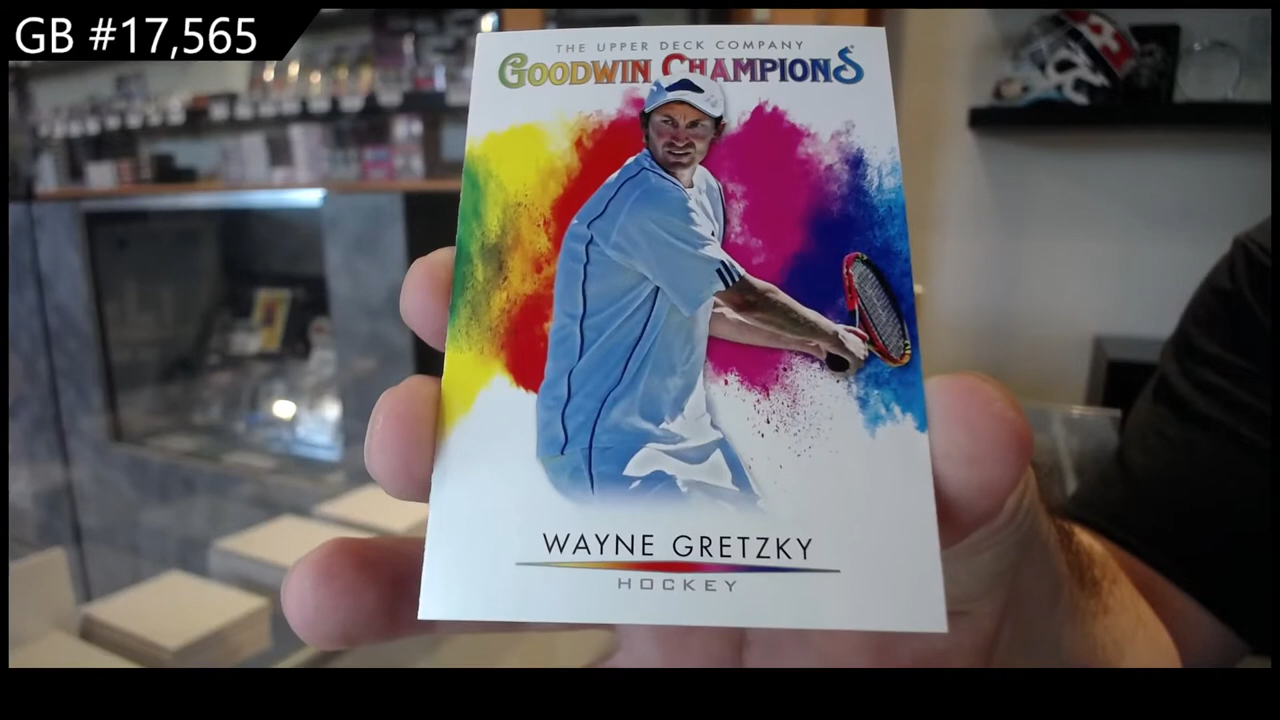 GB #17,565
THE UPPER DECK COMPANY
GOODWIN CHAMPIONS
WAYNE GRETZKY
HOCKEY